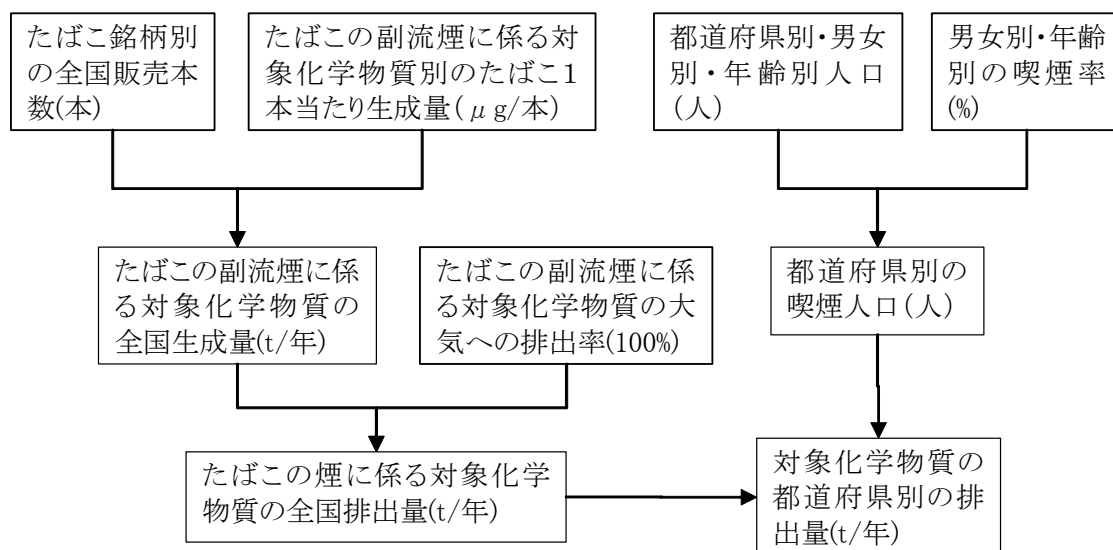 たばこ銘柄別
の全国販売本
数(本)
たばこの副流煙に係る対
象化学物質別のたばこ1
本当たり生成量(μg/本)
都道府県別・男女
別・年齢別人口
(人)
男女別・年齢
別の喫煙率
(%)
たばこの副流煙に係
る対象化学物質の
全国生成量(t/年)
たばこの副流煙に係
る対象化学物質の大
気への排出率(100%)
都道府県別の
喫煙人口(人)
たばこの煙に係る対象化学
物質の全国排出量(t/年)
対象化学物質の
都道府県別の排
出量(t/年)